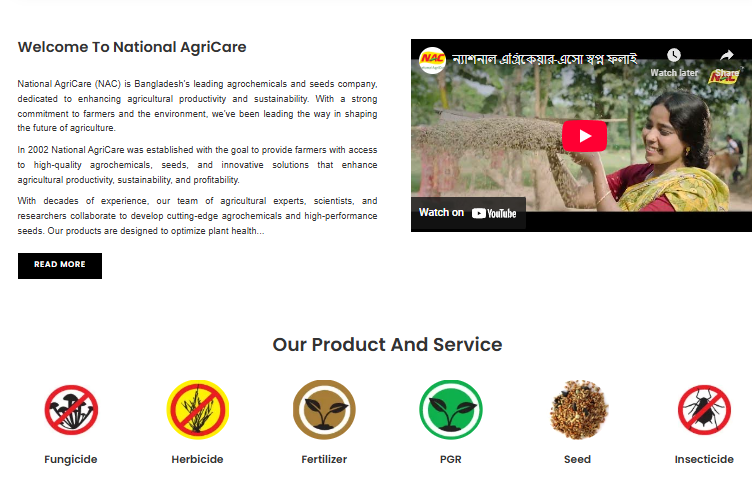 Welcome To National AgriCare
National AgriCare (NAC) is Bangladesh's leading agrochemicals and seeds company,
dedicated to enhancing agricultural productivity and sustainability. With a strong
commitment to farmers and the environment, we've been leading the way in shaping
the future of agriculture.
In 2002 National AgriCare was established with the goal to provide farmers with access
to high-quality agrochemicals, seeds, and innovative solutions that enhance
agricultural productivity, sustainability, and profitability.
With decades of experience, our team of agricultural experts, scientists, and
researchers collaborate to develop cutting-edge agrochemicals and high-performance
seeds. Our products are designed to optimize plant health...
READ MORE
NAC
ন্যাশনাল এগ্রিকেয়ার-এসো স্বপ্ন ফলাই
Watch later
Share
NAC
Watch on YouTube
Our Product And Service
Fungicide
Herbicide
Fertilizer
PGR
Seed
Insecticide